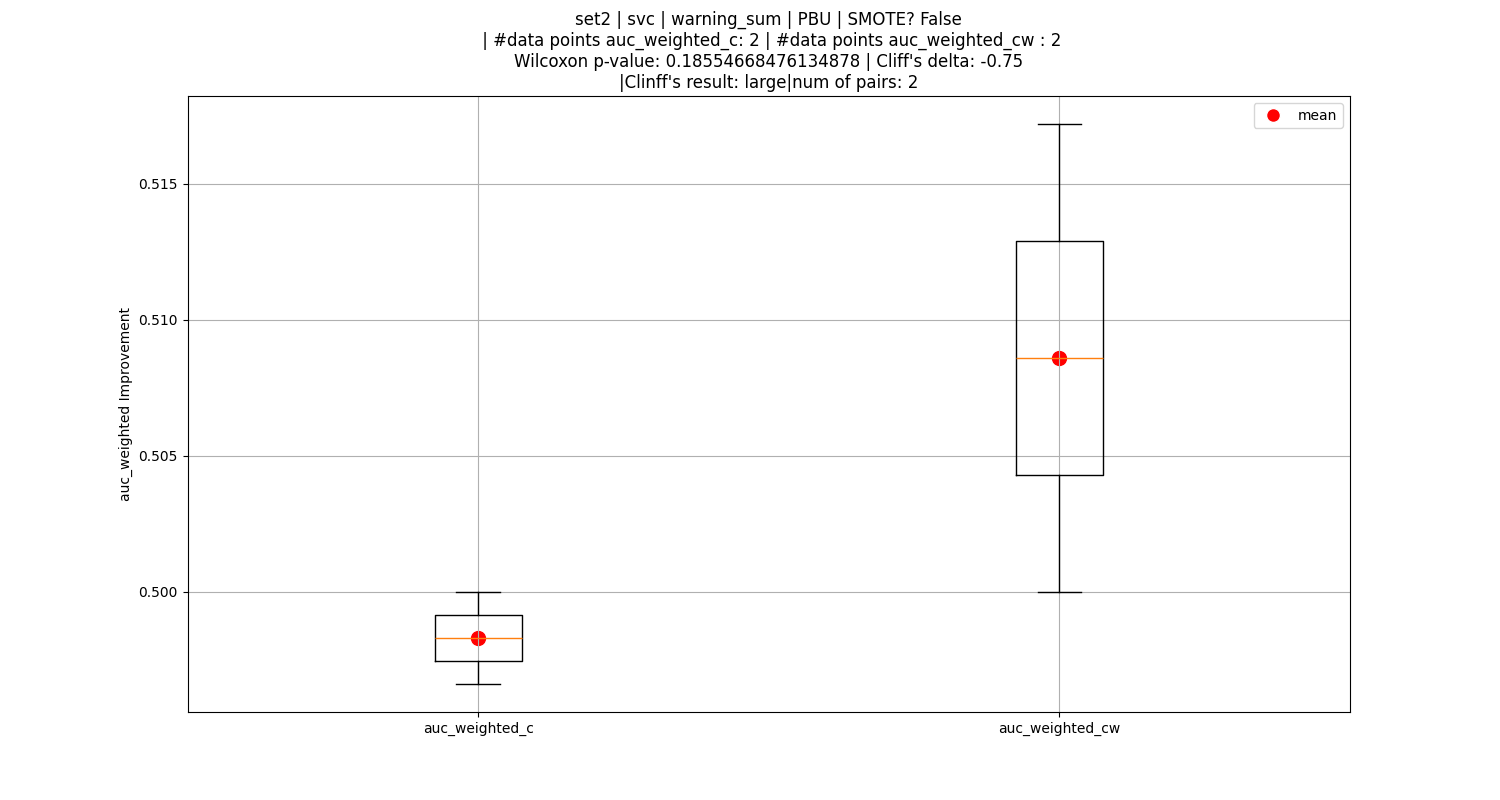 set2 | svc | warning_sum | PBU | SMOTE? False
| #data points auc_weighted_c: 2 | #data points auc_weighted_cw : 2
Wilcoxon p-value: 0.18554668476134878 | Cliff's delta: -0.75
|Clinff's result: large|num of pairs: 2
mean
0.515
0.510
0.505
0.500
auc_weighted Improvement
auc_weighted_c
auc_weighted_cw